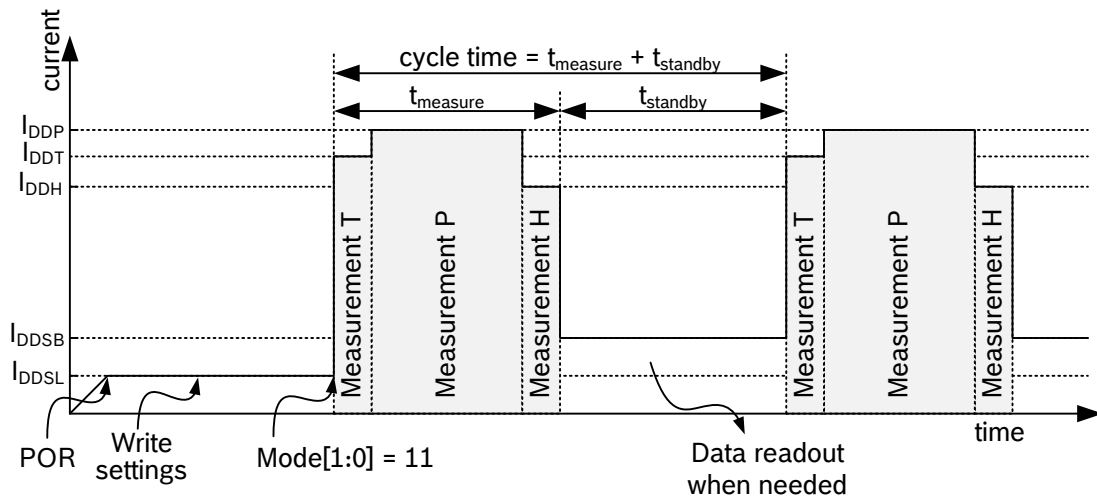 current
cycle time = tmeasure + tstandby
tmeasure
tstandby
IDDP
IDDT
IDDH
IDDSB
IDDSL
Measurement T
Measurement P
Measurement H
Measurement T
Measurement P
Measurement H
time
POR
Write
settings
Mode[1:0] = 11
Data readout
when needed